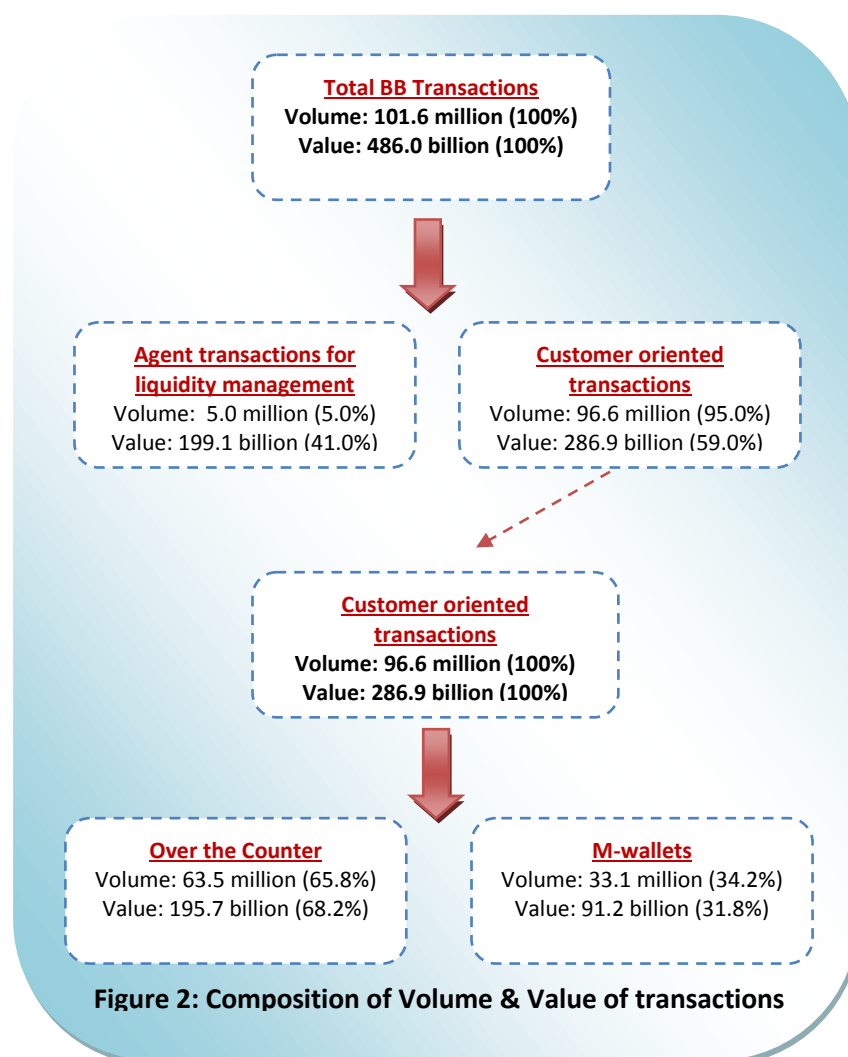 Total BB Transactions
Volume: 101.6 million (100%)
Value: 486.0 billion (100%)
Agent transactions for
liquidity management
Volume:  5.0 million (5.0%)
Value: 199.1 billion (41.0%)
Customer oriented
transactions
Volume: 96.6 million (95.0%)
Value: 286.9 billion (59.0%)
Customer oriented
transactions
Volume: 96.6 million (100%)
Value: 286.9 billion (100%)
Over the Counter
Volume: 63.5 million (65.8%)
Value: 195.7 billion (68.2%)
M-wallets
Volume: 33.1 million (34.2%)
Value: 91.2 billion (31.8%)
Figure 2: Composition of Volume & Value of transactions